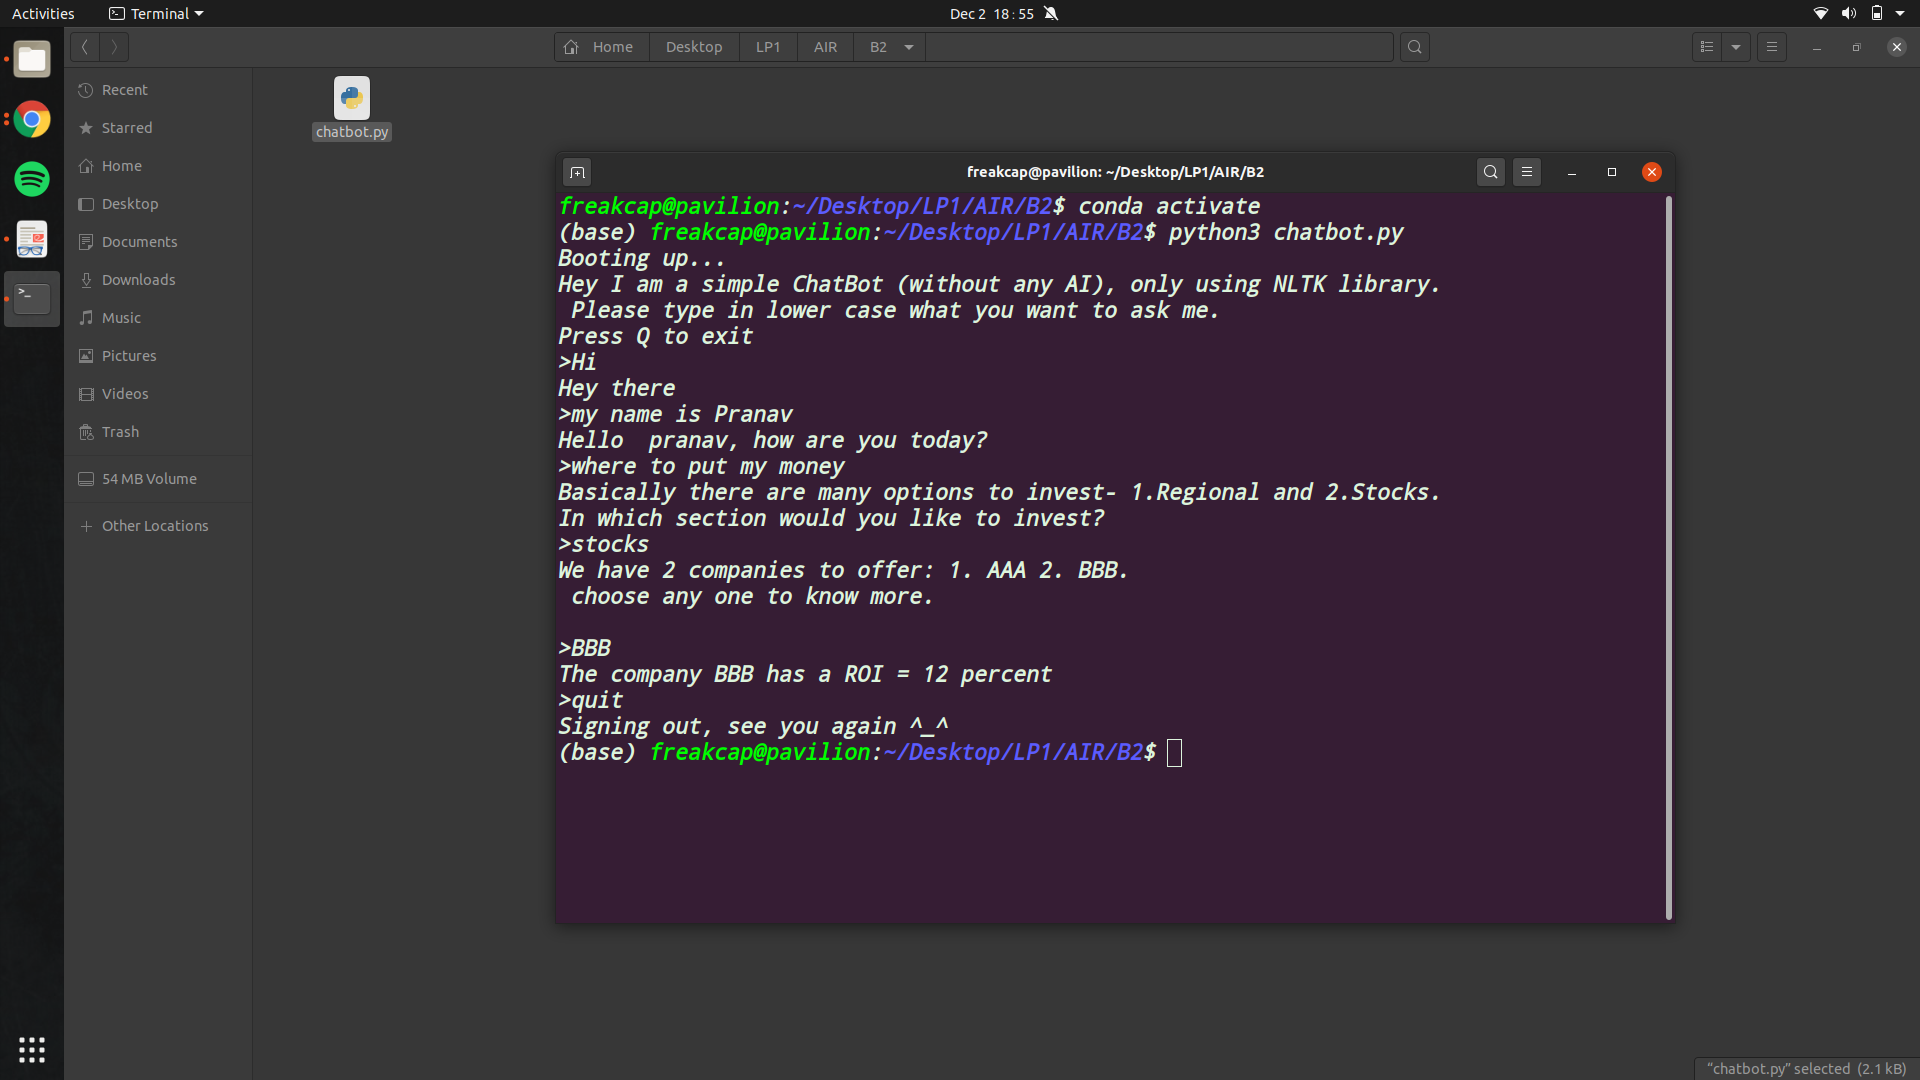 Activities
Terminal
Dec 2 18:55
Home
Desktop
LP1
AIR
B2
Recent
Starred
Home
Desktop
Documents
Downloads
Music
Pictures
Videos
Trash
54 MB Volume
Other Locations
chatbot.py
freakcap@pavilion: ~/Desktop/LP1/AIR/B2
freakcap@pavilion:~/Desktop/LP1/AIR/B2$ conda activate
(base) freakcap@pavilion:~/Desktop/LP1/AIR/B2$ python3 chatbot.py
Booting up...
Hey I am a simple ChatBot (without any AI), only using NLTK library.
Please type in lower case what you want to ask me.
Press Q to exit
>Hi
Hey there
>my name is Pranav
Hello  pranav, how are you today?
>where to put my money
Basically there are many options to invest- 1.Regional and 2.Stocks.
In which section would you like to invest?
>stocks
We have 2 companies to offer: 1. AAA 2. BBB.
choose any one to know more.
>BBB
The company BBB has a ROI = 12 percent
>quit
Signing out, see you again ^_^
(base) freakcap@pavilion:~/Desktop/LP1/AIR/B2$
"chatbot.py" selected (2.1 kB)